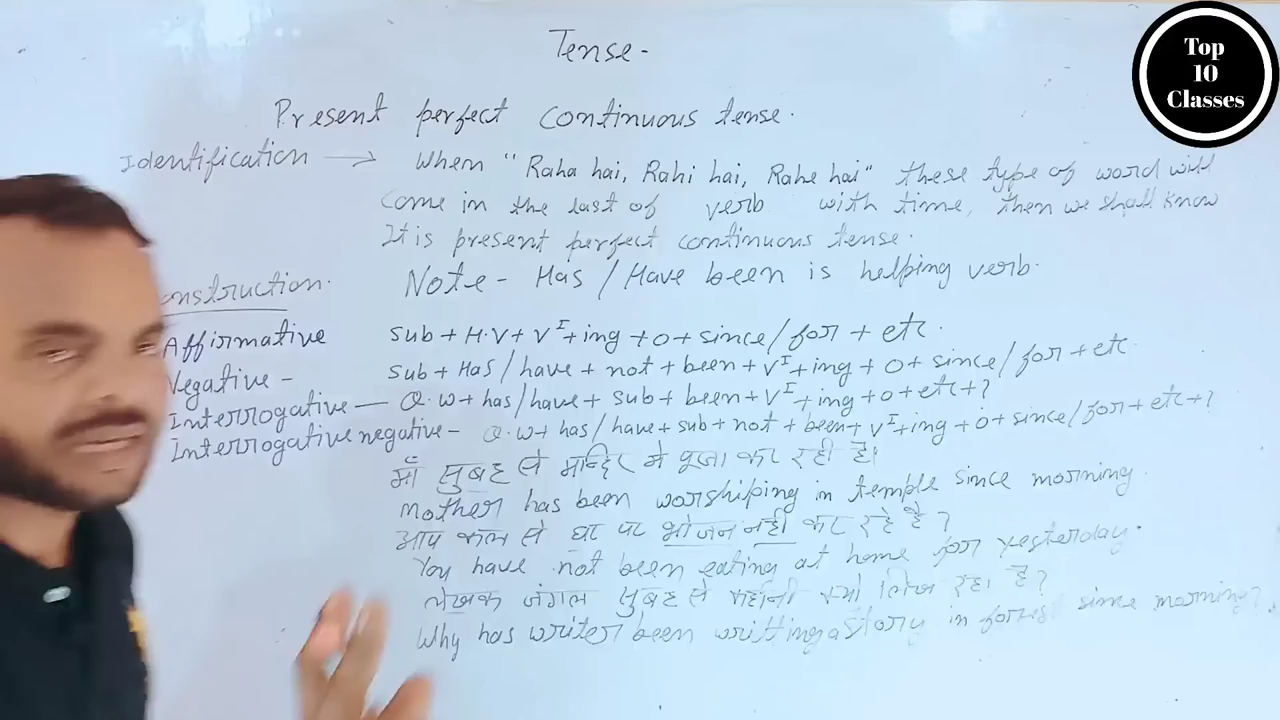 Top
10
Classes
Tense -
Present perfect continuous tense.
Identification → When "Raha hai, Rahi hai, Rahe hai" these type of word will
come in the last of verb with time, then we shall know
It is present perfect continuous tense.
onstruction. Note - Has / Have been is helping verb.
Affirmative sub + H.V + V^I + ing + o + since / for + etc.
Negative - sub + Has / have + not + been + V^I + ing + o + since / for + etc.
Interrogative — Q.w + has / have + sub + been + V^I + ing + o + etc + ?
Interrogative negative - Q.w + has / have + sub + not + been + V^I + ing + o + since / for + etc + ?
माँ सुबह से मन्दिर मे पूजा कर रही है।
mother has been worshiping in temple since morning.
आप कल से घर पर भोजन नही कर रहे है ?
You have not been eating at home for yesterday.
लेखक जंगल सुबह से क्यो लिख रहा है ?
Why has writer been writting a story in forrest since morning ?